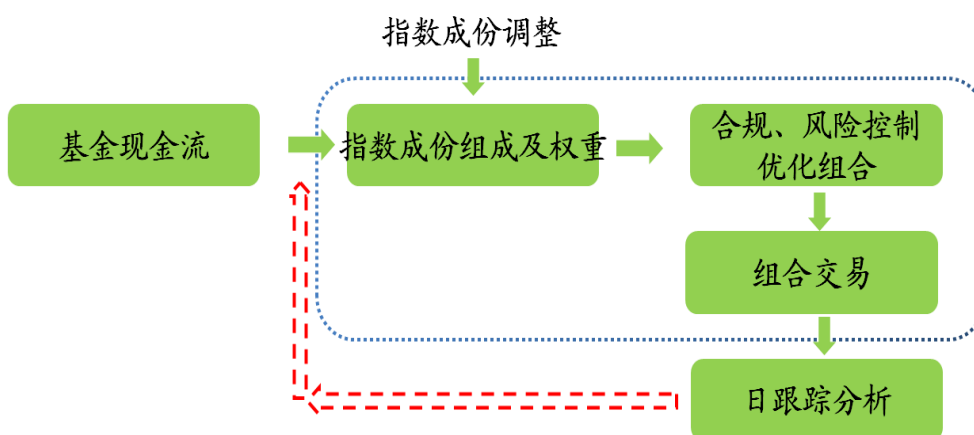 指数成份调整
基金现金流
指数成份组成及权重
合规、风险控制
优化组合
组合交易
日跟踪分析